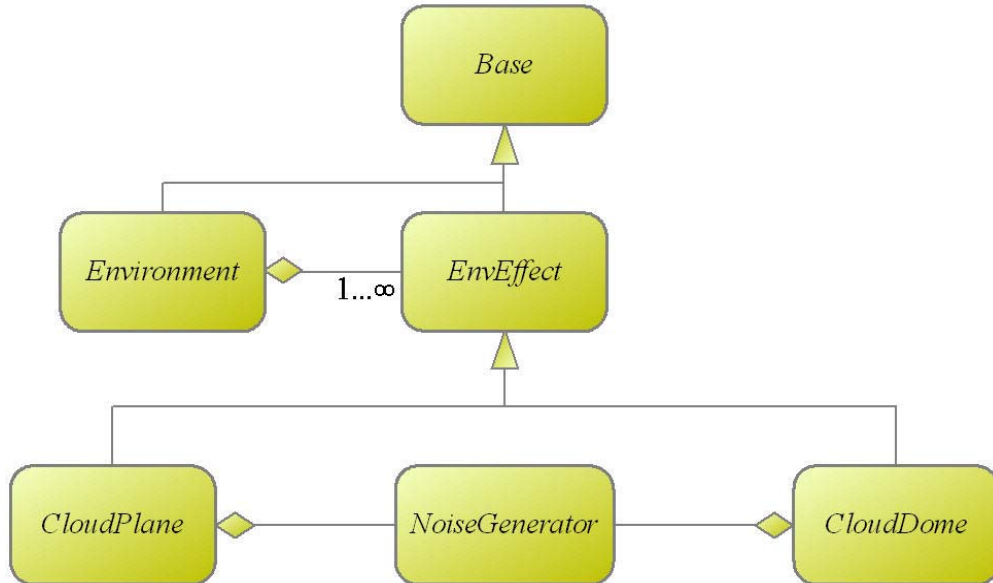 Base
Environment
EnvEffect
1...∞
CloudPlane
NoiseGenerator
CloudDome